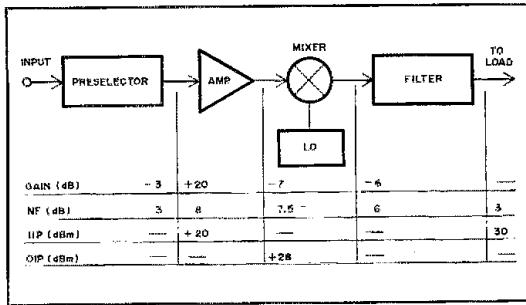 MIXER
TO
INPUT
LOAD
PRESELECTOR
AMP
FILTER
LO
GAIN (dB) -3 +20 -7 -6 —
NF (dB) 3 8 7.5 6 3
IIP (dBm) — +20 — — 30
OIP (dBm) — — +28 —